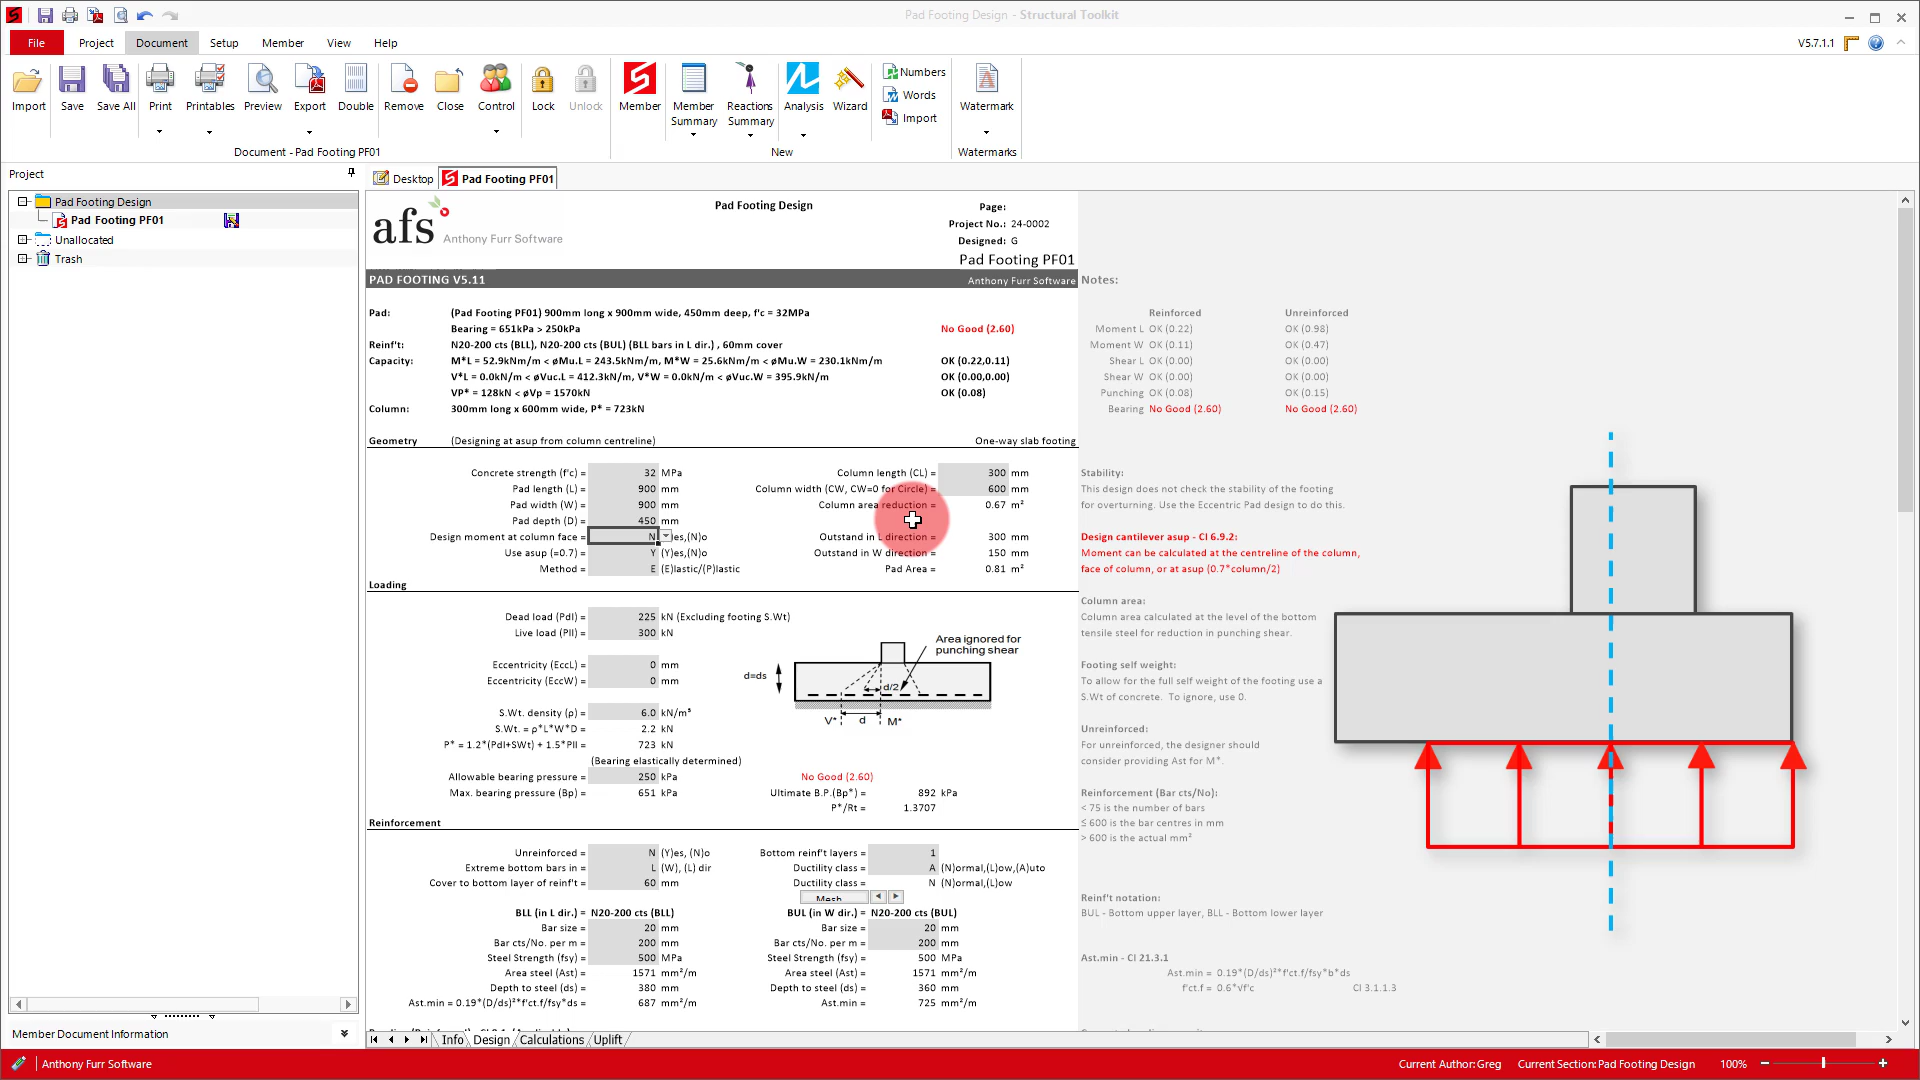 Pad Footing Design - Structural Toolkit
File Project Document Setup Member View Help V5.7.1.1
Import Save Save All Print Printables Preview Export Double Remove Close Control Lock Unlock Member Member Summary Reactions Summary Analysis Wizard Numbers Words Import Watermark
Document - Pad Footing PF01 New Watermarks
Project
Pad Footing Design
Pad Footing PF01
Unallocated
Trash
Desktop Pad Footing PF01
afs Anthony Furr Software
Pad Footing Design
Page:
Project No.: 24-0002
Designed: G
Pad Footing PF01
PAD FOOTING V5.11 Anthony Furr Software
Pad: (Pad Footing PF01) 900mm long x 900mm wide, 450mm deep, f'c = 32MPa
Bearing = 651kPa > 250kPa No Good (2.60)
Reinf't: N20-200 cts (BLL), N20-200 cts (BUL) (BLL bars in L dir.) , 60mm cover
Capacity: M*L = 52.9kNm/m < øMu.L = 243.5kNm/m, M*W = 25.6kNm/m < øMu.W = 230.1kNm/m OK (0.22,0.11)
V*L = 0.0kN/m < øVuc.L = 412.3kN/m, V*W = 0.0kN/m < øVuc.W = 395.9kN/m OK (0.00,0.00)
VP* = 128kN < øVp = 1570kN OK (0.08)
Column: 300mm long x 600mm wide, P* = 723kN
Geometry (Designing at asup from column centreline) One-way slab footing
Concrete strength (f'c) = 32 MPa Column length (CL) = 300 mm
Pad length (L) = 900 mm Column width (CW, CW=0 for Circle) = 600 mm
Pad width (W) = 900 mm Column area reduction = 0.67 m²
Pad depth (D) = 450 mm
Design moment at column face = N es,(N)o Outstand in L direction = 300 mm
Use asup (=0.7) = Y (Y)es,(N)o Outstand in W direction = 150 mm
Method = E (E)lastic/(P)lastic Pad Area = 0.81 m²
Loading
Dead load (Pdl) = 225 kN (Excluding footing S.Wt)
Live load (Pll) = 300 kN
Eccentricity (EccL) = 0 mm
Eccentricity (EccW) = 0 mm
S.Wt. density (ρ) = 6.0 kN/m³
S.Wt. = ρ*L*W*D = 2.2 kN
P* = 1.2*(Pdl+SWt) + 1.5*Pll = 723 kN
(Bearing elastically determined)
Allowable bearing pressure = 250 kPa No Good (2.60)
Max. bearing pressure (Bp) = 651 kPa Ultimate B.P.(Bp*) = 892 kPa
P*/Rt = 1.3707
Area ignored for
punching shear
d=ds
d/2
V* d M*
Reinforcement
Unreinforced = N (Y)es, (N)o Bottom reinf't layers = 1
Extreme bottom bars in = L (W), (L) dir Ductility class = A (N)ormal,(L)ow,(A)uto
Cover to bottom layer of reinf't = 60 mm Ductility class = N (N)ormal,(L)ow
Mesh
BLL (in L dir.) = N20-200 cts (BLL) BUL (in W dir.) = N20-200 cts (BUL)
Bar size = 20 mm Bar size = 20 mm
Bar cts/No. per m = 200 mm Bar cts/No. per m = 200 mm
Steel Strength (fsy) = 500 MPa Steel Strength (fsy) = 500 MPa
Area steel (Ast) = 1571 mm²/m Area steel (Ast) = 1571 mm²/m
Depth to steel (ds) = 380 mm Depth to steel (ds) = 360 mm
Ast.min = 0.19*(D/ds)²*f'ct.f/fsy*ds = 687 mm²/m Ast.min = 725 mm²/m
Notes:
Reinforced Unreinforced
Moment L OK (0.22) OK (0.98)
Moment W OK (0.11) OK (0.47)
Shear L OK (0.00) OK (0.00)
Shear W OK (0.00) OK (0.00)
Punching OK (0.08) OK (0.15)
Bearing No Good (2.60) No Good (2.60)
Stability:
This design does not check the stability of the footing
for overturning. Use the Eccentric Pad design to do this.
Design cantilever asup - Cl 6.9.2:
Moment can be calculated at the centreline of the column,
face of column, or at asup (0.7*column/2)
Column area:
Column area calculated at the level of the bottom
tensile steel for reduction in punching shear.
Footing self weight:
To allow for the full self weight of the footing use a
S.Wt of concrete. To ignore, use 0.
Unreinforced:
For unreinforced, the designer should
consider providing Ast for M*.
Reinforcement (Bar cts/No):
< 75 is the number of bars
≤ 600 is the bar centres in mm
> 600 is the actual mm²
Reinf't notation:
BUL - Bottom upper layer, BLL - Bottom lower layer
Ast.min - Cl 21.3.1
Ast.min = 0.19*(D/ds)²*f'ct.f/fsy*b*ds
f'ct.f = 0.6*√f'c Cl 3.1.1.3
Member Document Information
Info Design Calculations Uplift
Anthony Furr Software Current Author: Greg Current Section: Pad Footing Design 100%